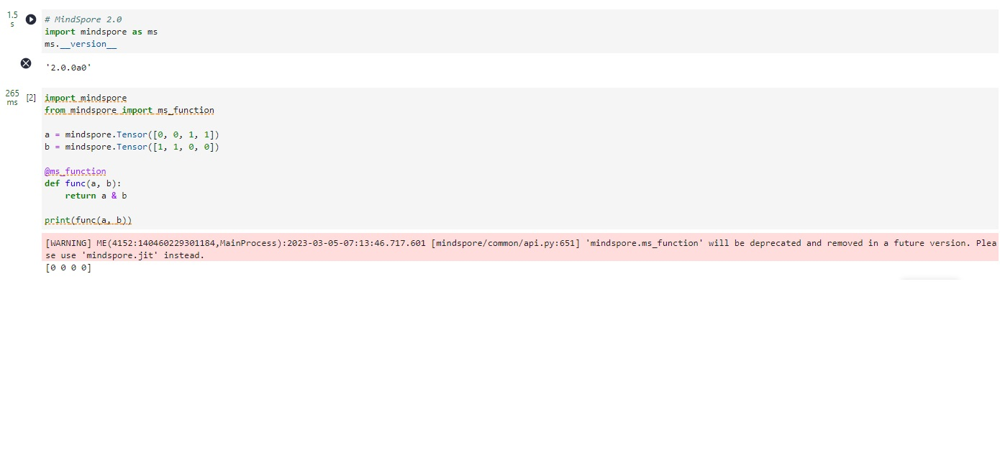 1.5
s
# MindSpore 2.0
import mindspore as ms
ms.__version__
'2.0.0a0'
265
ms
[2]
import mindspore
from mindspore import ms_function
a = mindspore.Tensor([0, 0, 1, 1])
b = mindspore.Tensor([1, 1, 0, 0])
@ms_function
def func(a, b):
    return a & b
print(func(a, b))
[WARNING] ME(4152:140460229301184,MainProcess):2023-03-05-07:13:46.717.601 [mindspore/common/api.py:651] 'mindspore.ms_function' will be deprecated and removed in a future version. Plea
se use 'mindspore.jit' instead.
[0 0 0 0]